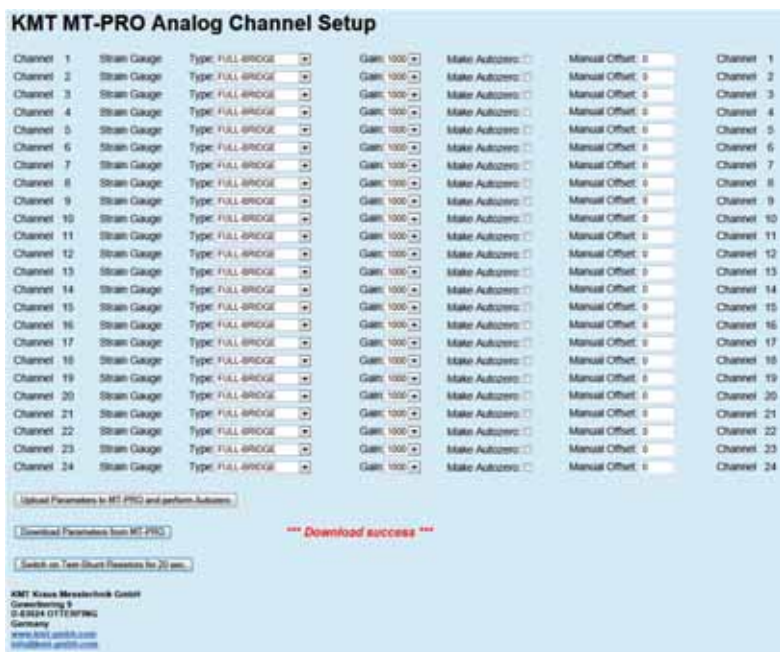 KMT MT-PRO Analog Channel Setup
Channel 1 Strain Gauge Type: FULL-BRIDGE Gain: 1000 Make Autozero: Manual Offset: 0 Channel 1
Channel 2 Strain Gauge Type: FULL-BRIDGE Gain: 1000 Make Autozero: Manual Offset: 0 Channel 2
Channel 3 Strain Gauge Type: FULL-BRIDGE Gain: 1000 Make Autozero: Manual Offset: 0 Channel 3
Channel 4 Strain Gauge Type: FULL-BRIDGE Gain: 1000 Make Autozero: Manual Offset: 0 Channel 4
Channel 5 Strain Gauge Type: FULL-BRIDGE Gain: 1000 Make Autozero: Manual Offset: 0 Channel 5
Channel 6 Strain Gauge Type: FULL-BRIDGE Gain: 1000 Make Autozero: Manual Offset: 0 Channel 6
Channel 7 Strain Gauge Type: FULL-BRIDGE Gain: 1000 Make Autozero: Manual Offset: 0 Channel 7
Channel 8 Strain Gauge Type: FULL-BRIDGE Gain: 1000 Make Autozero: Manual Offset: 0 Channel 8
Channel 9 Strain Gauge Type: FULL-BRIDGE Gain: 1000 Make Autozero: Manual Offset: 0 Channel 9
Channel 10 Strain Gauge Type: FULL-BRIDGE Gain: 1000 Make Autozero: Manual Offset: 0 Channel 10
Channel 11 Strain Gauge Type: FULL-BRIDGE Gain: 1000 Make Autozero: Manual Offset: 0 Channel 11
Channel 12 Strain Gauge Type: FULL-BRIDGE Gain: 1000 Make Autozero: Manual Offset: 0 Channel 12
Channel 13 Strain Gauge Type: FULL-BRIDGE Gain: 1000 Make Autozero: Manual Offset: 0 Channel 13
Channel 14 Strain Gauge Type: FULL-BRIDGE Gain: 1000 Make Autozero: Manual Offset: 0 Channel 14
Channel 15 Strain Gauge Type: FULL-BRIDGE Gain: 1000 Make Autozero: Manual Offset: 0 Channel 15
Channel 16 Strain Gauge Type: FULL-BRIDGE Gain: 1000 Make Autozero: Manual Offset: 0 Channel 16
Channel 17 Strain Gauge Type: FULL-BRIDGE Gain: 1000 Make Autozero: Manual Offset: 0 Channel 17
Channel 18 Strain Gauge Type: FULL-BRIDGE Gain: 1000 Make Autozero: Manual Offset: 0 Channel 18
Channel 19 Strain Gauge Type: FULL-BRIDGE Gain: 1000 Make Autozero: Manual Offset: 0 Channel 19
Channel 20 Strain Gauge Type: FULL-BRIDGE Gain: 1000 Make Autozero: Manual Offset: 0 Channel 20
Channel 21 Strain Gauge Type: FULL-BRIDGE Gain: 1000 Make Autozero: Manual Offset: 0 Channel 21
Channel 22 Strain Gauge Type: FULL-BRIDGE Gain: 1000 Make Autozero: Manual Offset: 0 Channel 22
Channel 23 Strain Gauge Type: FULL-BRIDGE Gain: 1000 Make Autozero: Manual Offset: 0 Channel 23
Channel 24 Strain Gauge Type: FULL-BRIDGE Gain: 1000 Make Autozero: Manual Offset: 0 Channel 24
Upload Parameters to MT-PRO and perform Autozero
Download Parameters from MT-PRO *** Download success ***
Switch on Test-Shunt-Resistors for 20 sec.
KMT Kraus Messtechnik GmbH
Gewerbering 9
D-83624 OTTERFING
Germany
www.kmt-gmbh.com
info@kmt-gmbh.com